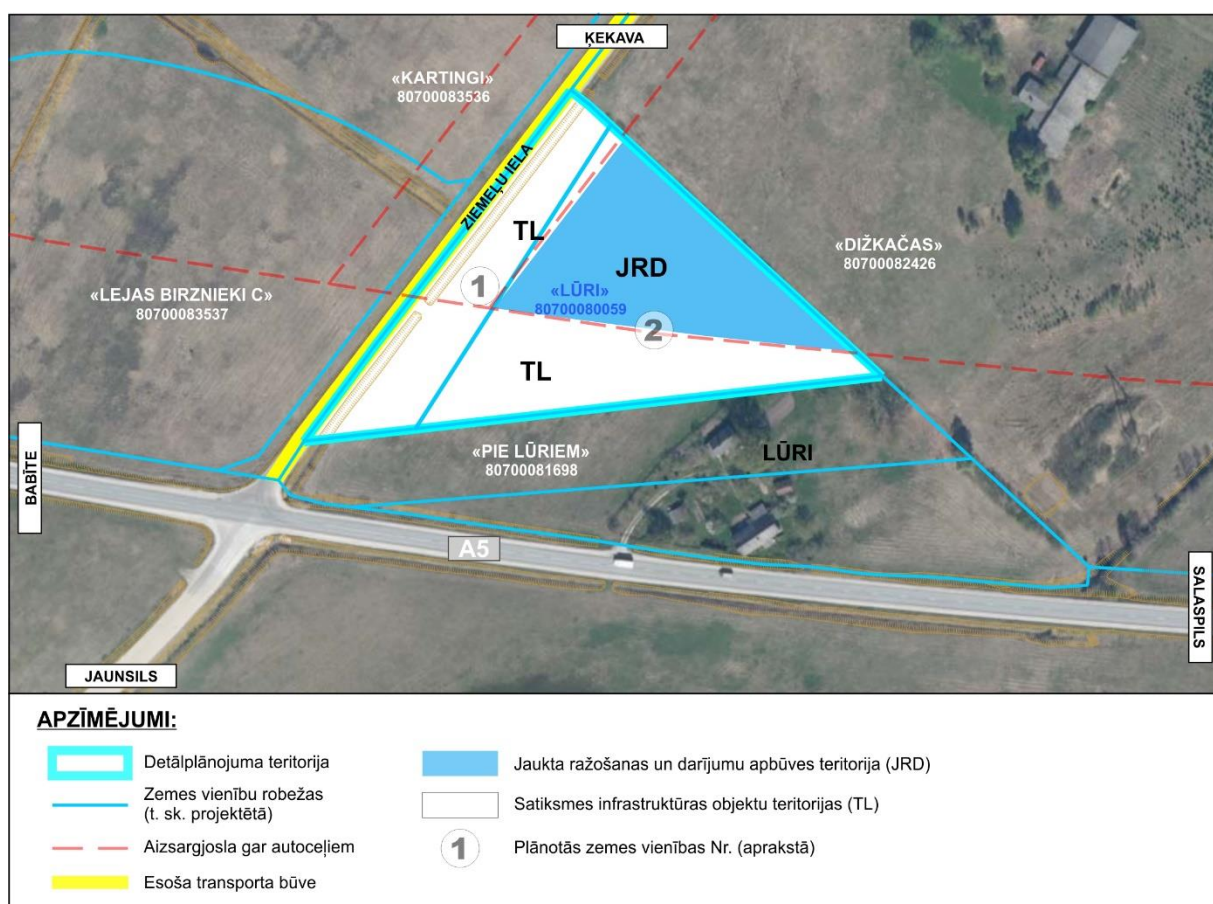 ĶEKAVA
«KARTINGI»
80700083536
ZIEMEĻU IELA
TL
JRD
«DIŽKAČAS»
80700082426
«LEJAS BIRZNIEKI C»
80700083537
1
«LŪRI»
80700080059
2
TL
«PIE LŪRIEM»
80700081698
LŪRI
BABĪTE
A5
SALASPILS
JAUNSILS
APZĪMĒJUMI:
Detālplānojuma teritorija
Zemes vienību robežas
(t. sk. projektētā)
Aizsargjosla gar autoceļiem
Esoša transporta būve
Jaukta ražošanas un darījumu apbūves teritorija (JRD)
Satiksmes infrastruktūras objektu teritorijas (TL)
1
Plānotās zemes vienības Nr. (aprakstā)